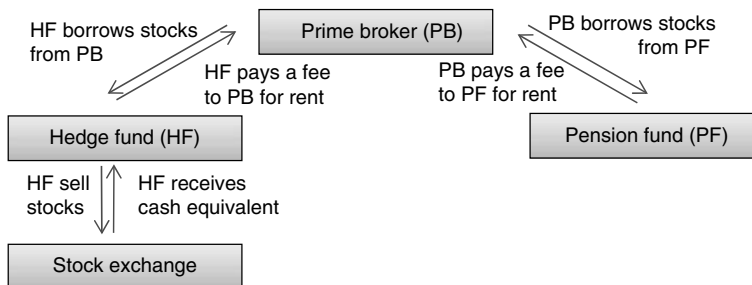 Prime broker (PB)
HF borrows stocks
from PB
PB borrows stocks
from PF
HF pays a fee
to PB for rent
PB pays a fee
to PF for rent
Hedge fund (HF)
Pension fund (PF)
HF sell
stocks
HF receives
cash equivalent
Stock exchange